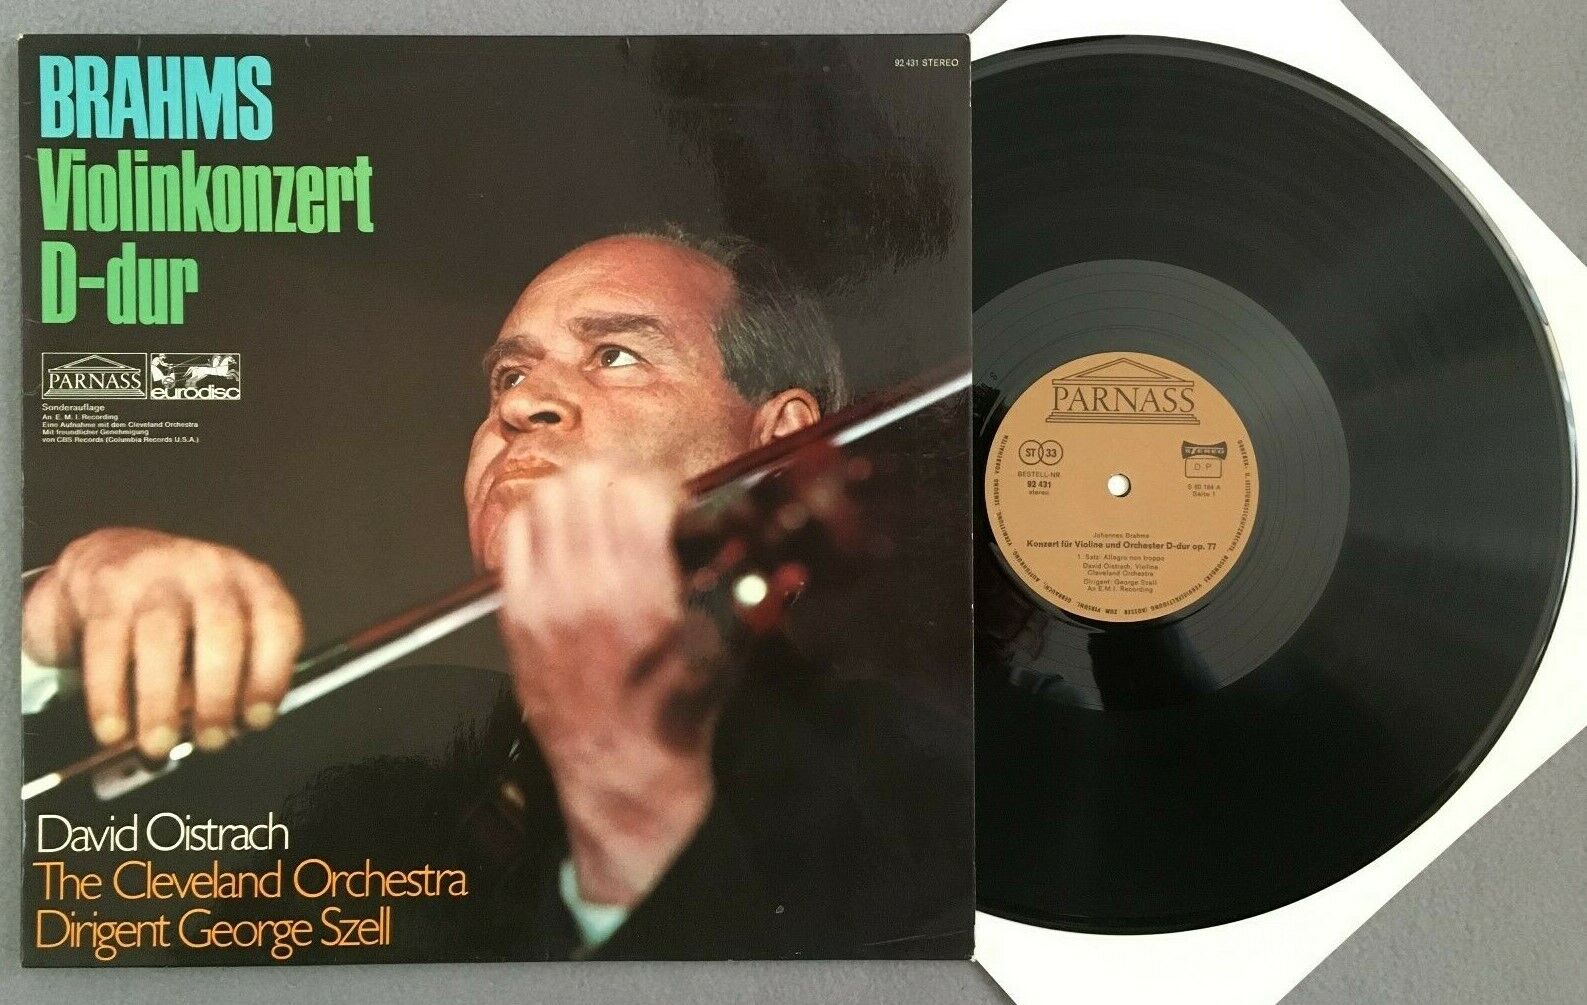 BRAHMS
Violinkonzert
D-dur
92 431 STEREO
PARNASS
eurodisc
Sonderauflage
An E. M. I. Recording
Eine Aufnahme mit dem Cleveland Orchestra
Mit freundlicher Genehmigung
von CBS Records (Columbia Records U.S.A.)
David Oistrach
The Cleveland Orchestra
Dirigent George Szell
PARNASS
ST 33
BESTELL-NR
92 431
stereo
STEREO
D P
S 80 184 A
Seite 1
Johannes Brahms
Konzert für Violine und Orchester D-dur op. 77
1. Satz: Allegro non troppo
David Oistrach, Violine
Cleveland Orchestra
Dirigent: George Szell
An E.M.I. Recording